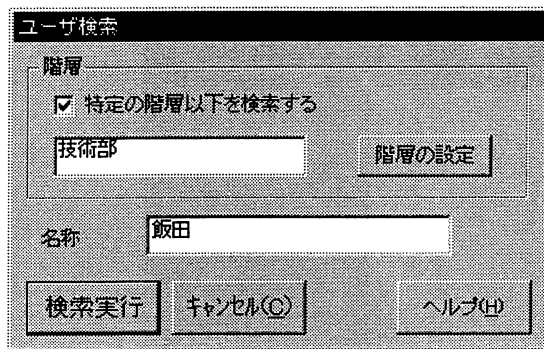 ユーザ検索
階層
特定の階層以下を検索する
技術部
階層の設定
名称
飯田
検索実行
キャンセル(C)
ヘルプ(H)